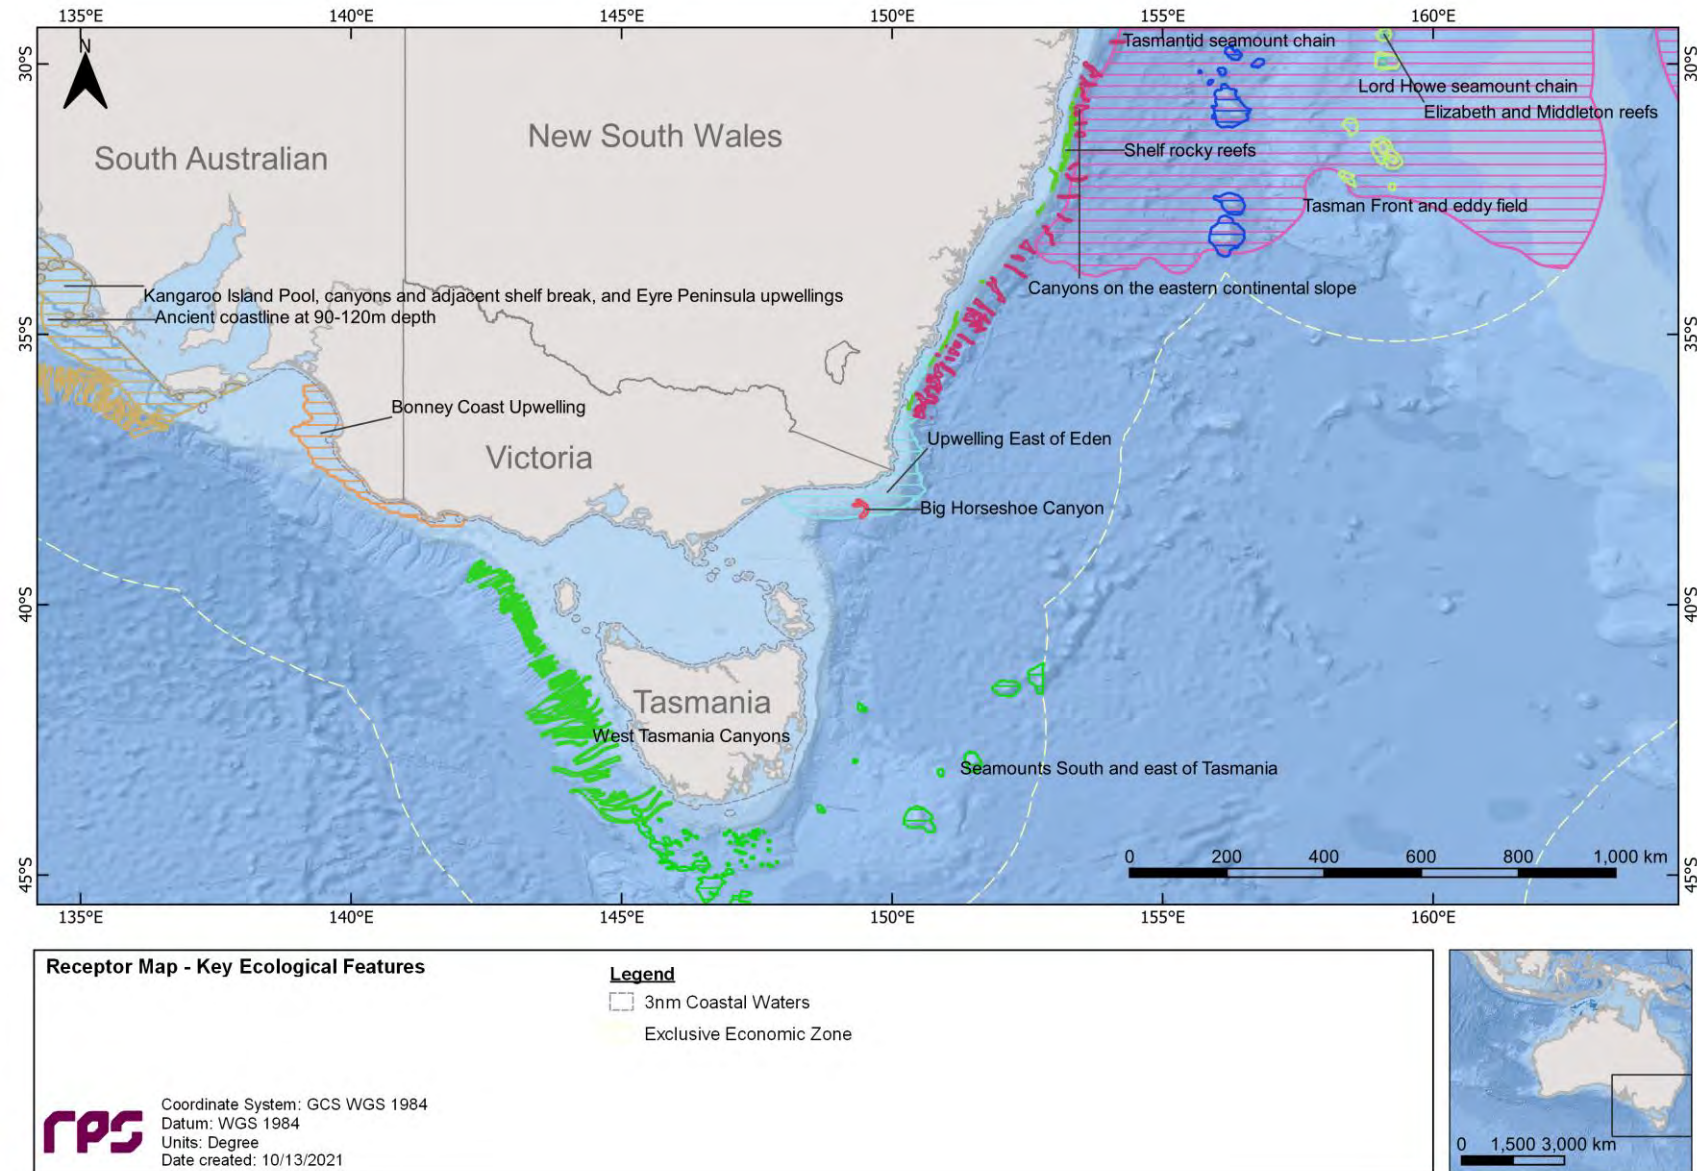 135°E 140°E 145°E 150°E 155°E 160°E
N
30°S
30°S
Tasmantid seamount chain
Lord Howe seamount chain
Elizabeth and Middleton reefs
New South Wales
South Australian
Shelf rocky reefs
Tasman Front and eddy field
Canyons on the eastern continental slope
Kangaroo Island Pool, canyons and adjacent shelf break, and Eyre Peninsula upwellings
Ancient coastline at 90-120m depth
35°S
35°S
Bonney Coast Upwelling
Upwelling East of Eden
Victoria
Big Horseshoe Canyon
40°S
40°S
Tasmania
West Tasmania Canyons
Seamounts South and east of Tasmania
0 200 400 600 800 1,000 km
45°S
45°S
135°E 140°E 145°E 150°E 155°E 160°E
Receptor Map - Key Ecological Features
Legend
3nm Coastal Waters
Exclusive Economic Zone
rps
Coordinate System: GCS WGS 1984
Datum: WGS 1984
Units: Degree
Date created: 10/13/2021
0 1,500 3,000 km